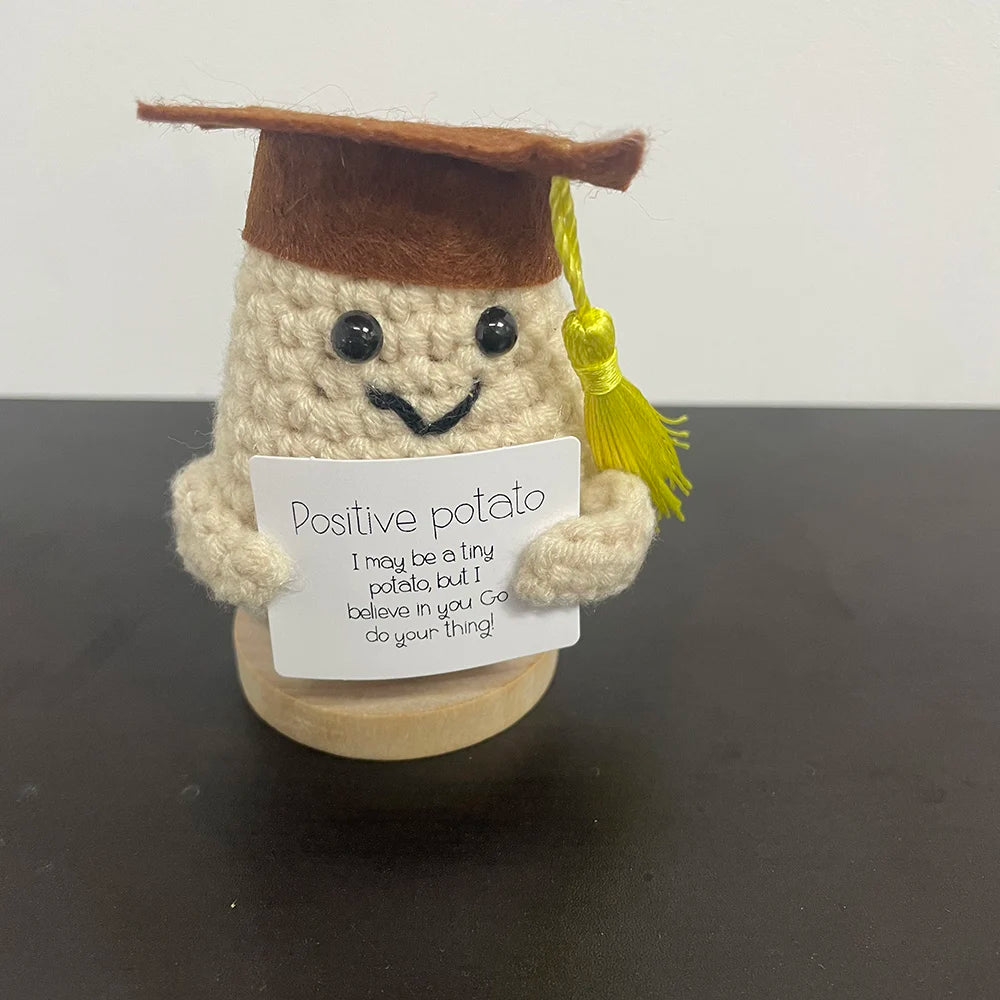 Positive potato
I may be a tiny
potato, but I
believe in you Go
do your thing!